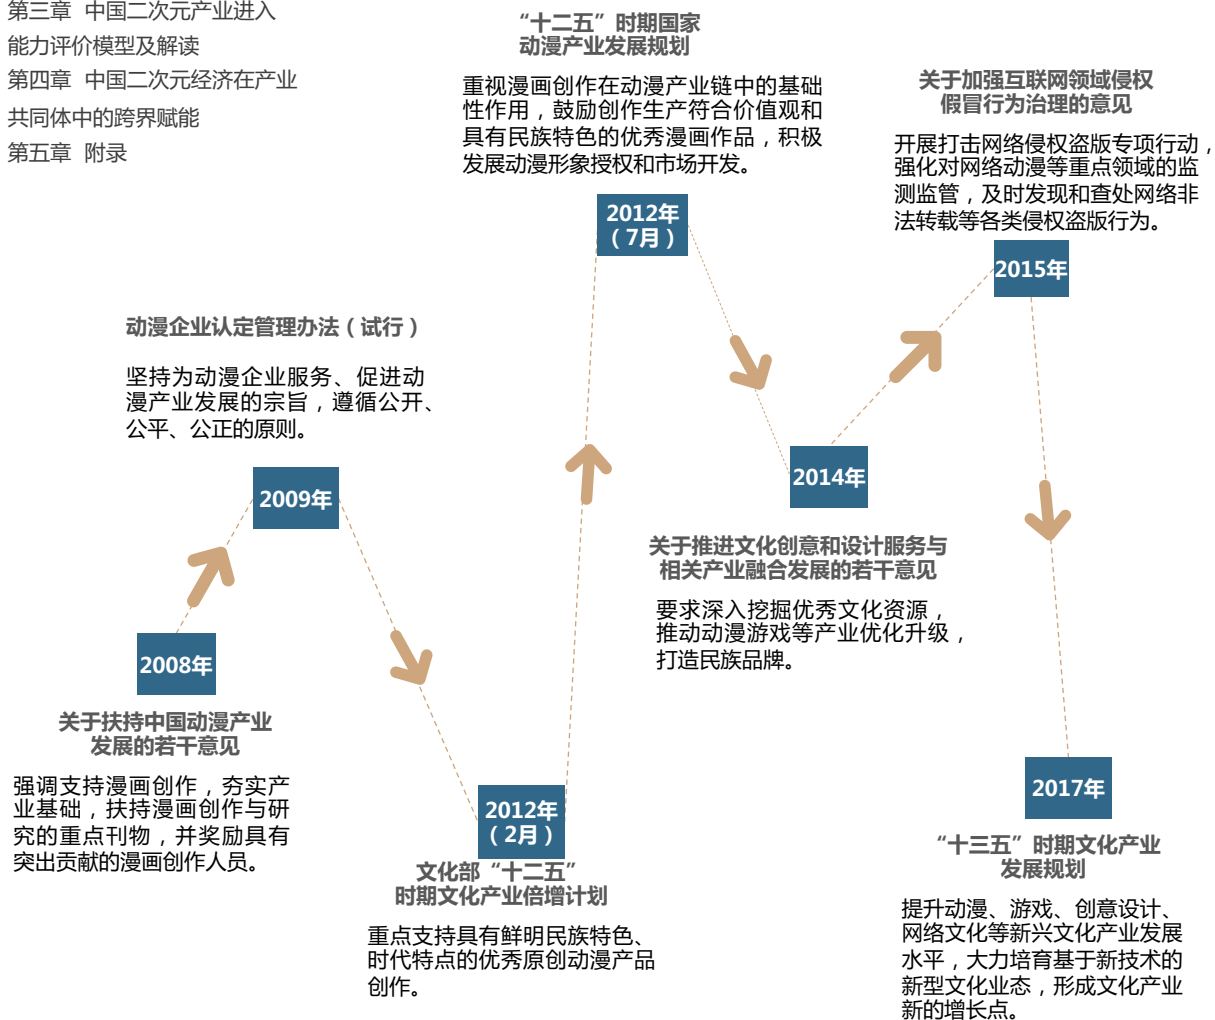 第三章 中国二次元产业进入
能力评价模型及解读
第四章 中国二次元经济在产业
共同体中的跨界赋能
第五章 附录
“十二五”时期国家
动漫产业发展规划
重视漫画创作在动漫产业链中的基础
性作用，鼓励创作生产符合价值观和
具有民族特色的优秀漫画作品，积极
发展动漫形象授权和市场开发。
2012年
（7月）
关于加强互联网领域侵权
假冒行为治理的意见
开展打击网络侵权盗版专项行动，
强化对网络动漫等重点领域的监
测监管，及时发现和查处网络非
法转载等各类侵权盗版行为。
2015年
动漫企业认定管理办法（试行）
坚持为动漫企业服务、促进动
漫产业发展的宗旨，遵循公开、
公平、公正的原则。
2009年
2014年
关于推进文化创意和设计服务与
相关产业融合发展的若干意见
要求深入挖掘优秀文化资源，
推动动漫游戏等产业优化升级，
打造民族品牌。
2008年
关于扶持中国动漫产业
发展的若干意见
强调支持漫画创作，夯实产
业基础，扶持漫画创作与研
究的重点刊物，并奖励具有
突出贡献的漫画创作人员。
2012年
（2月）
文化部“十二五”
时期文化产业倍增计划
重点支持具有鲜明民族特色、
时代特点的优秀原创动漫产品
创作。
2017年
“十三五”时期文化产业
发展规划
提升动漫、游戏、创意设计、
网络文化等新兴文化产业发展
水平，大力培育基于新技术的
新型文化业态，形成文化产业
新的增长点。